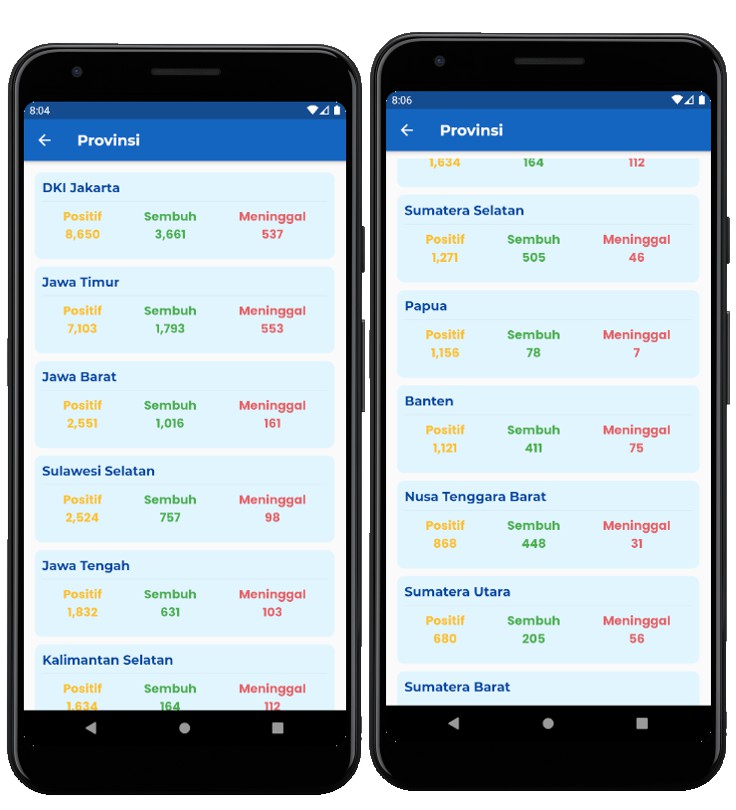 8:04
Provinsi
DKI Jakarta
Positif Sembuh Meninggal
8,650 3,661 537
Jawa Timur
Positif Sembuh Meninggal
7,103 1,793 553
Jawa Barat
Positif Sembuh Meninggal
2,551 1,016 161
Sulawesi Selatan
Positif Sembuh Meninggal
2,524 757 98
Jawa Tengah
Positif Sembuh Meninggal
1,832 631 103
Kalimantan Selatan
Positif Sembuh Meninggal
1,634 164 112
8:06
Provinsi
1,634 164 112
Sumatera Selatan
Positif Sembuh Meninggal
1,271 505 46
Papua
Positif Sembuh Meninggal
1,156 78 7
Banten
Positif Sembuh Meninggal
1,121 411 75
Nusa Tenggara Barat
Positif Sembuh Meninggal
868 448 31
Sumatera Utara
Positif Sembuh Meninggal
680 205 56
Sumatera Barat